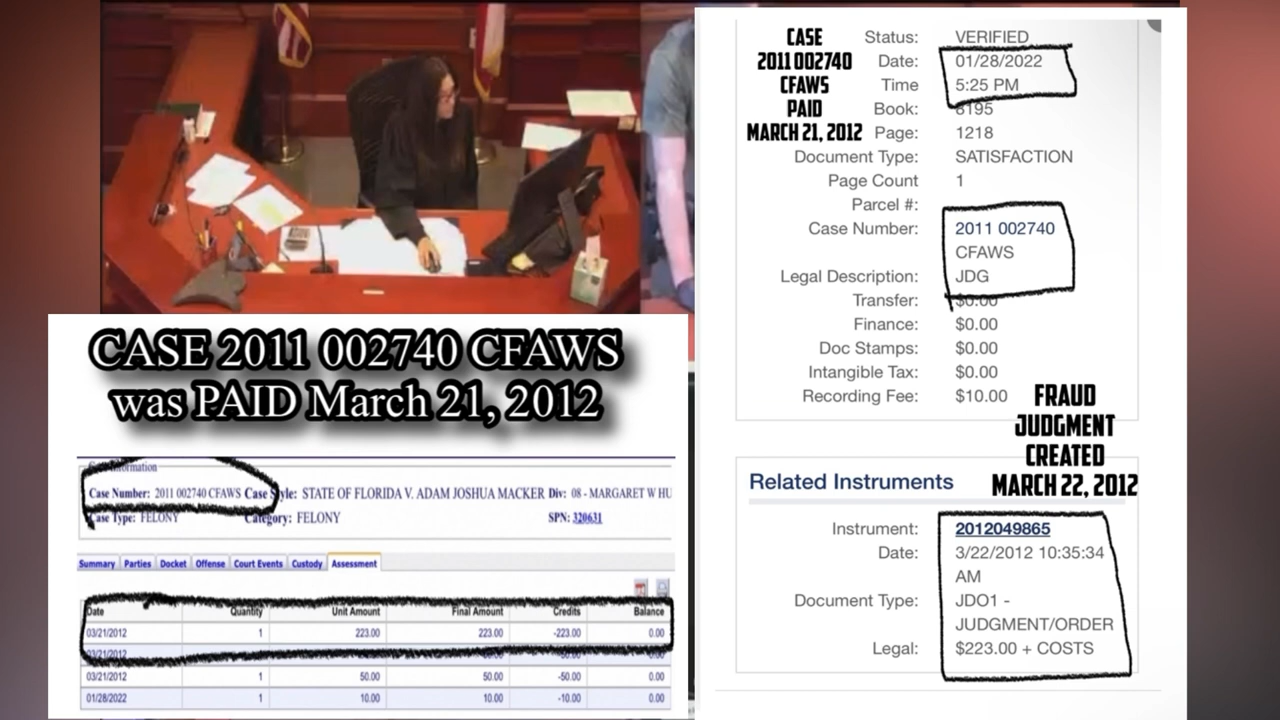 CASE
2011 002740
CFAWS
PAID
MARCH 21, 2012
Status: VERIFIED
Date: 01/28/2022
Time 5:25 PM
Book: 8195
Page: 1218
Document Type: SATISFACTION
Page Count 1
Parcel #:
Case Number: 2011 002740
CFAWS
Legal Description: JDG
Transfer: $0.00
Finance: $0.00
Doc Stamps: $0.00
Intangible Tax: $0.00
Recording Fee: $10.00
FRAUD
JUDGMENT
CREATED
MARCH 22, 2012
Related Instruments
Instrument: 2012049865
Date: 3/22/2012 10:35:34
AM
Document Type: JDO1 -
JUDGMENT/ORDER
Legal: $223.00 + COSTS
CASE 2011 002740 CFAWS
was PAID March 21, 2012
Case Number: 2011 002740 CFAWS Case Style: STATE OF FLORIDA V. ADAM JOSHUA MACKER Div: 08 - MARGARET W HU
Case Type: FELONY Category: FELONY SPN: 320631
Summary Parties Docket Offense Court Events Custody Assessment
Date Quantity Unit Amount Final Amount Credits Balance
03/21/2012 1 223.00 223.00 -223.00 0.00
03/21/2012 1 0.00
03/21/2012 1 50.00 50.00 -50.00 0.00
01/28/2022 1 10.00 10.00 -10.00 0.00